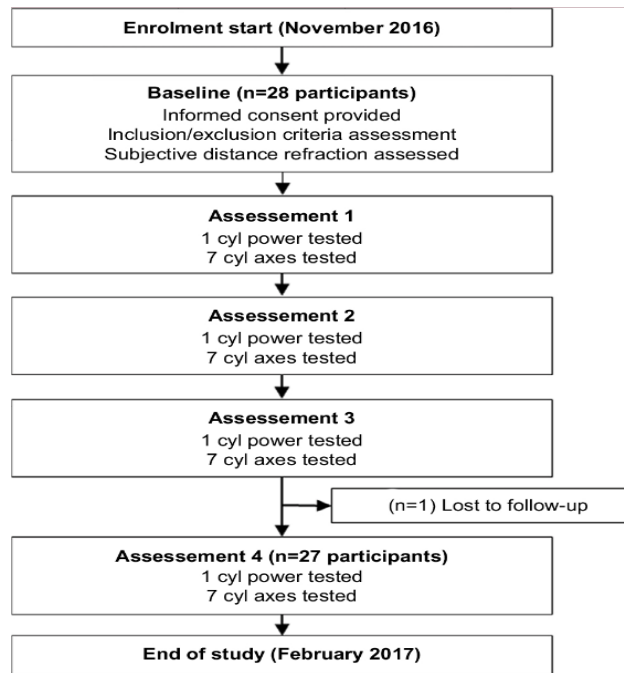 Enrolment start (November 2016)
Baseline (n=28 participants)
Informed consent provided
Inclusion/exclusion criteria assessment
Subjective distance refraction assessed
Assessement 1
1 cyl power tested
7 cyl axes tested
Assessement 2
1 cyl power tested
7 cyl axes tested
Assessement 3
1 cyl power tested
7 cyl axes tested
(n=1) Lost to follow-up
Assessement 4 (n=27 participants)
1 cyl power tested
7 cyl axes tested
End of study (February 2017)